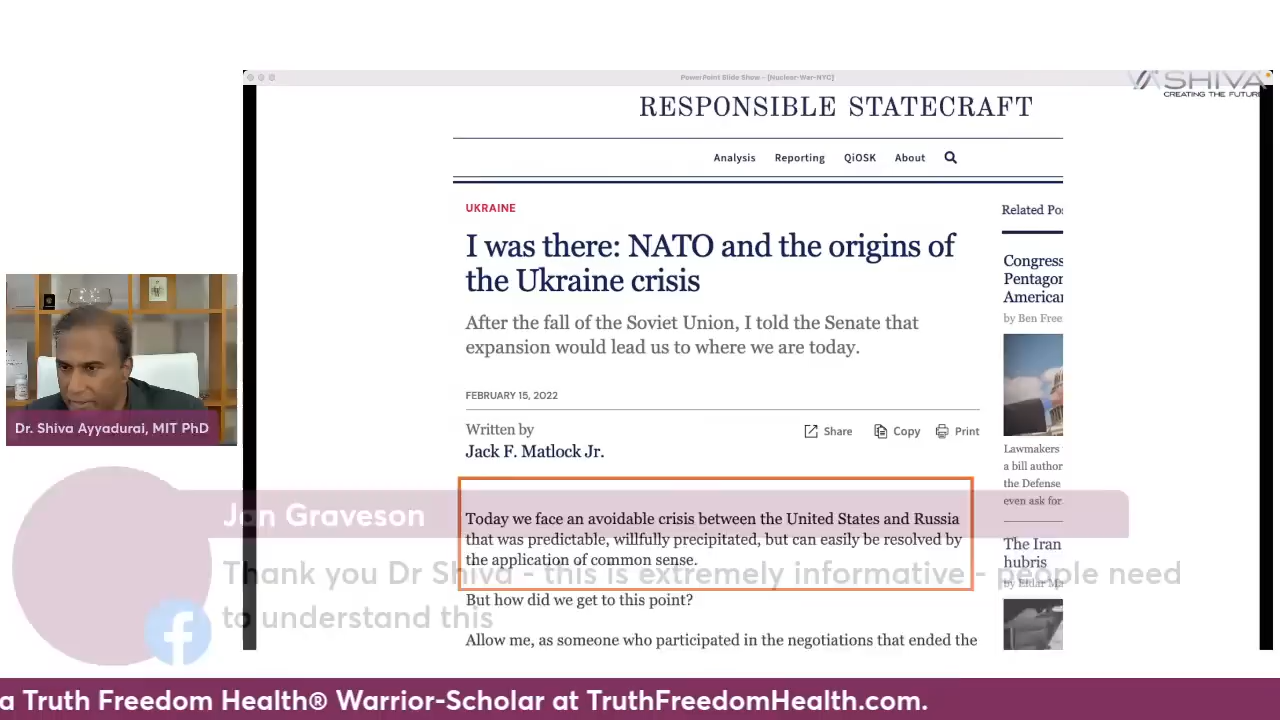 PowerPoint Slide Show - [Nuclear-War-NYC]
VASHIVA
CREATING THE FUTURE
RESPONSIBLE STATECRAFT
Analysis Reporting QiOSK About
UKRAINE
I was there: NATO and the origins of
the Ukraine crisis
After the fall of the Soviet Union, I told the Senate that
expansion would lead us to where we are today.
FEBRUARY 15, 2022
Written by
Jack F. Matlock Jr.
Share Copy Print
Today we face an avoidable crisis between the United States and Russia
that was predictable, willfully precipitated, but can easily be resolved by
the application of common sense.
But how did we get to this point?
Allow me, as someone who participated in the negotiations that ended the
Related Po
Congress
Pentagon
American
by Ben Free
Lawmakers
a bill author
the Defense
even ask for
The Iran
hubris
by Eldar Ma
Dr. Shiva Ayyadurai, MIT PhD
Jan Graveson
Thank you Dr Shiva - this is extremely informative - people need
to understand this
a Truth Freedom Health® Warrior-Scholar at TruthFreedomHealth.com.